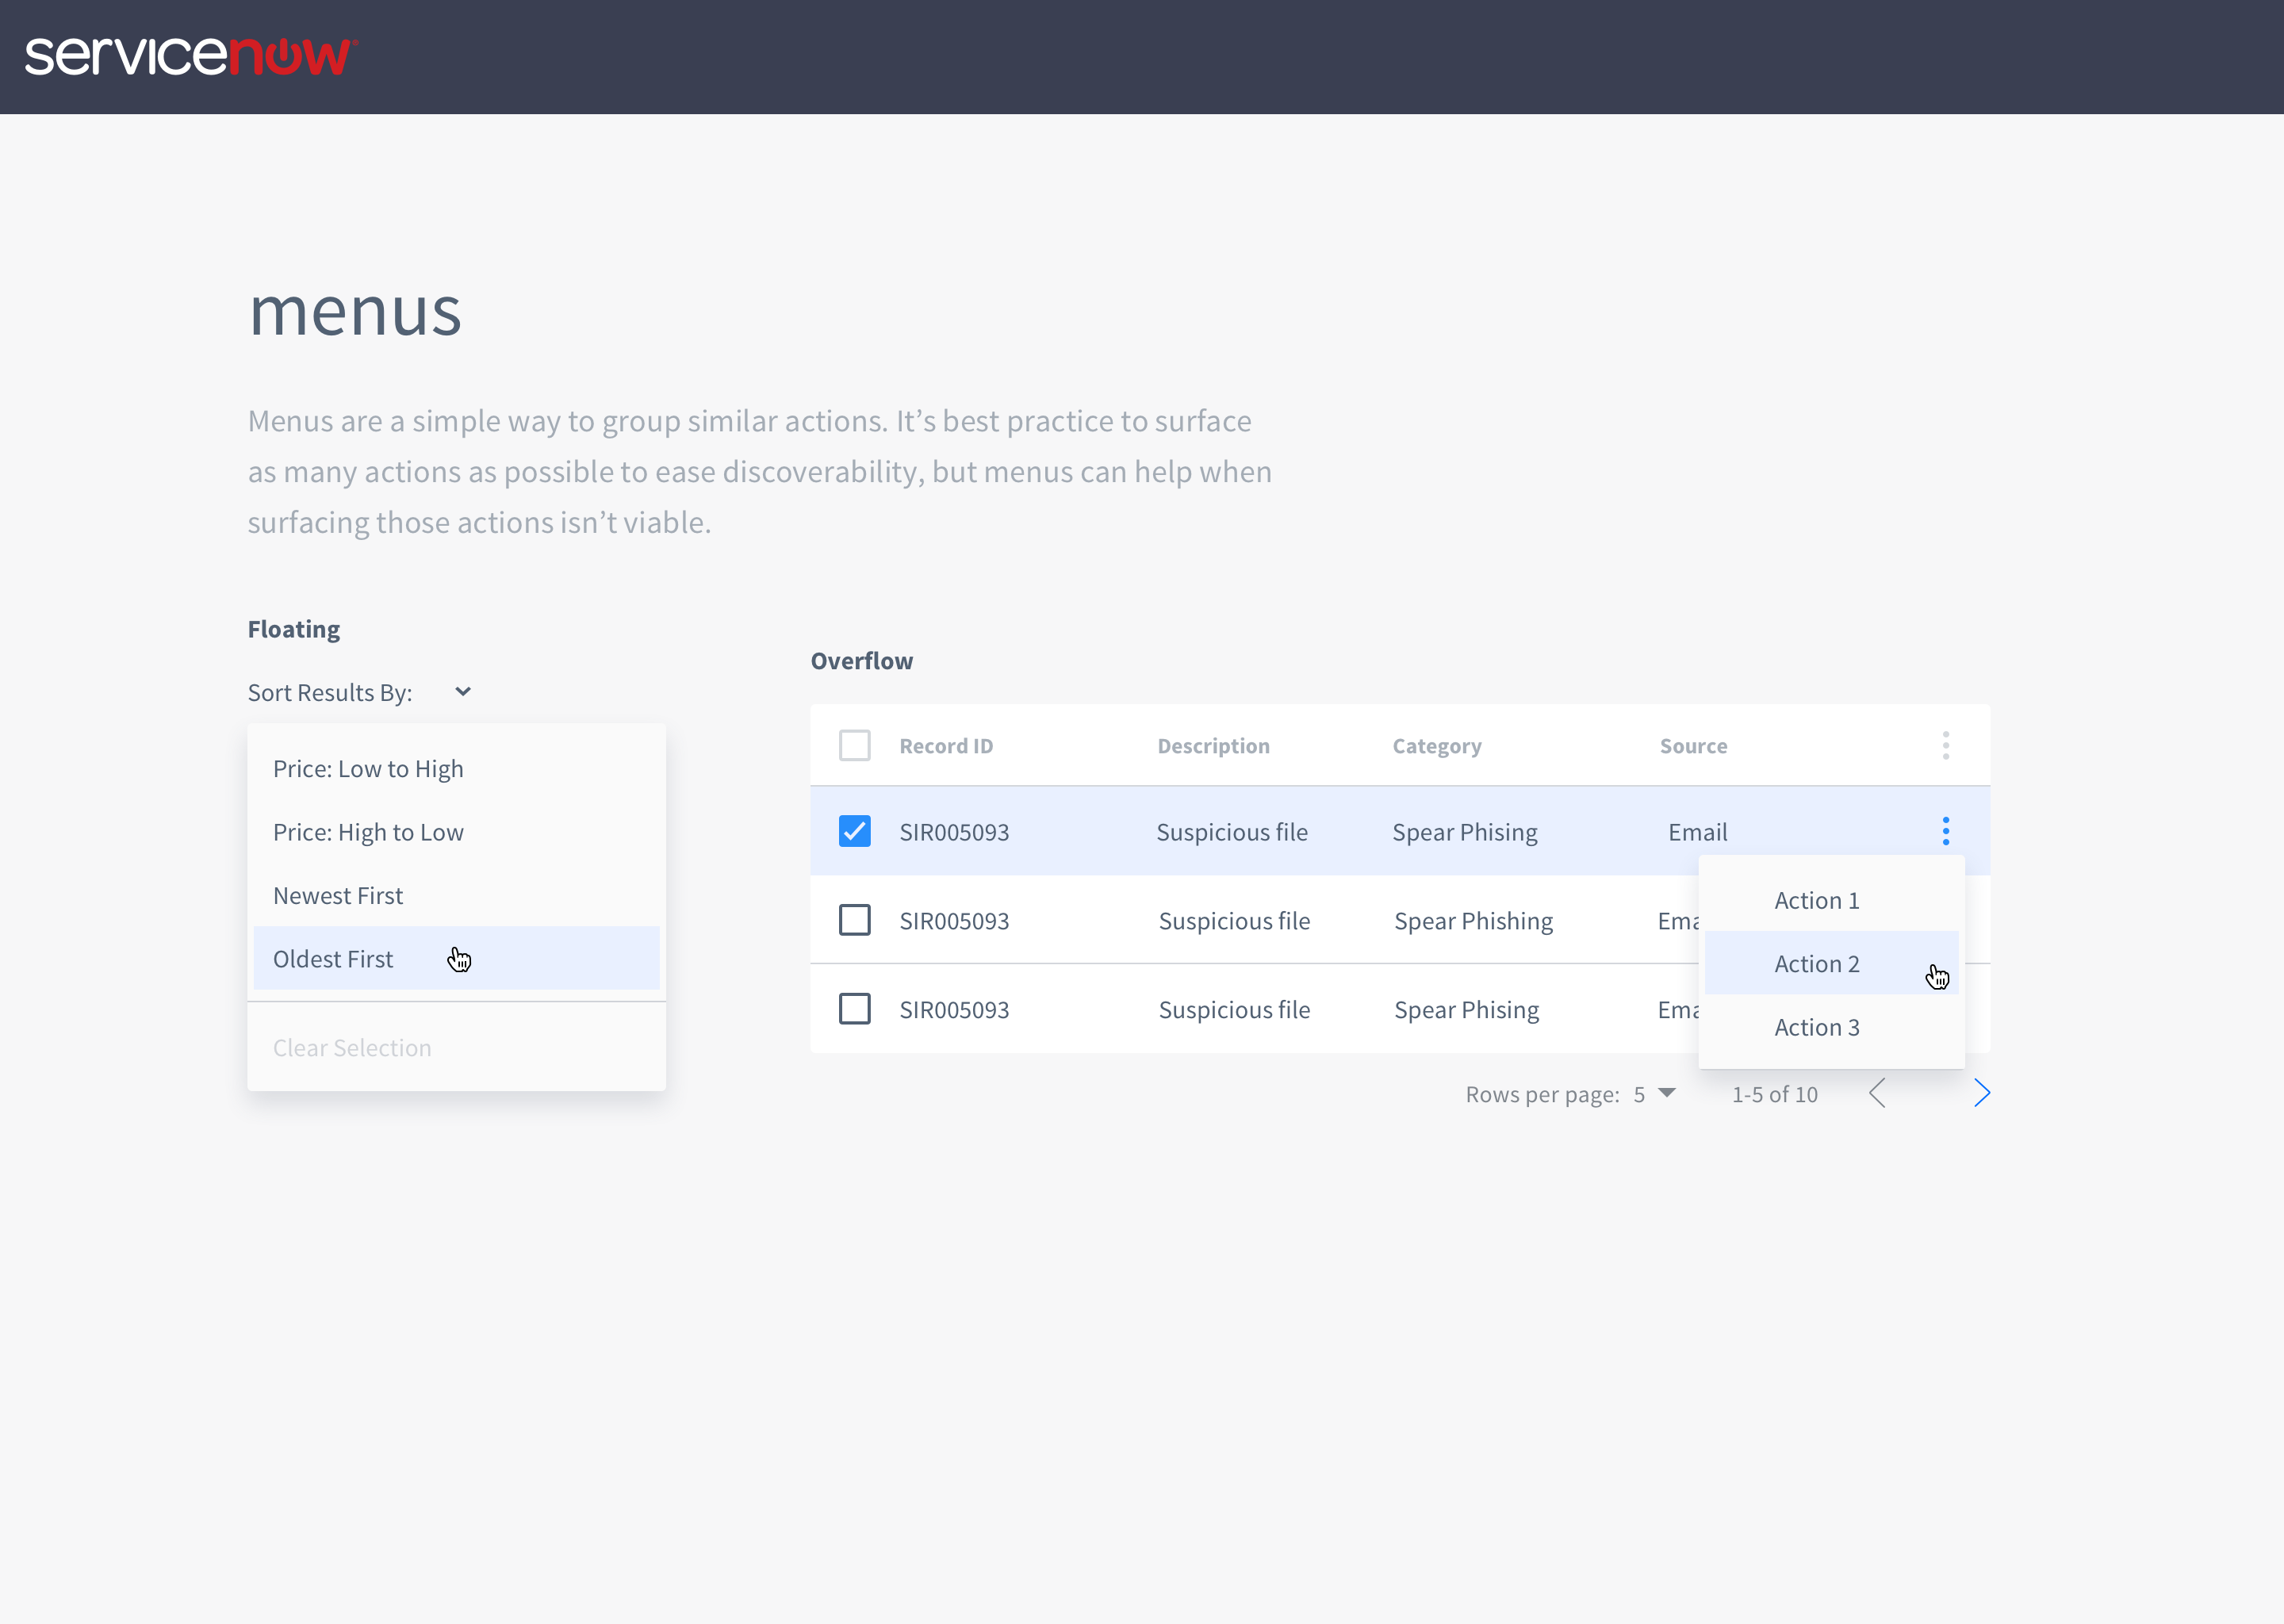 servicenow
menus
Menus are a simple way to group similar actions. It's best practice to surface
as many actions as possible to ease discoverability, but menus can help when
surfacing those actions isn't viable.
Floating
Sort Results By:
Price: Low to High
Price: High to Low
Newest First
Oldest First
Clear Selection
Overflow
Record ID Description Category Source
SIR005093 Suspicious file Spear Phising Email
SIR005093 Suspicious file Spear Phishing Ema
SIR005093 Suspicious file Spear Phising Ema
Action 1
Action 2
Action 3
Rows per page: 5 1-5 of 10